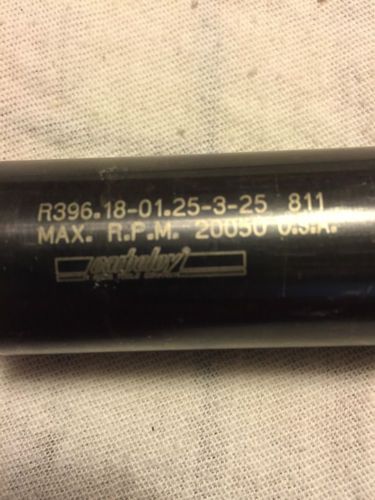 R396.18-01.25-3-25 811
MAX. R.P.M. 20050 U.S.A.